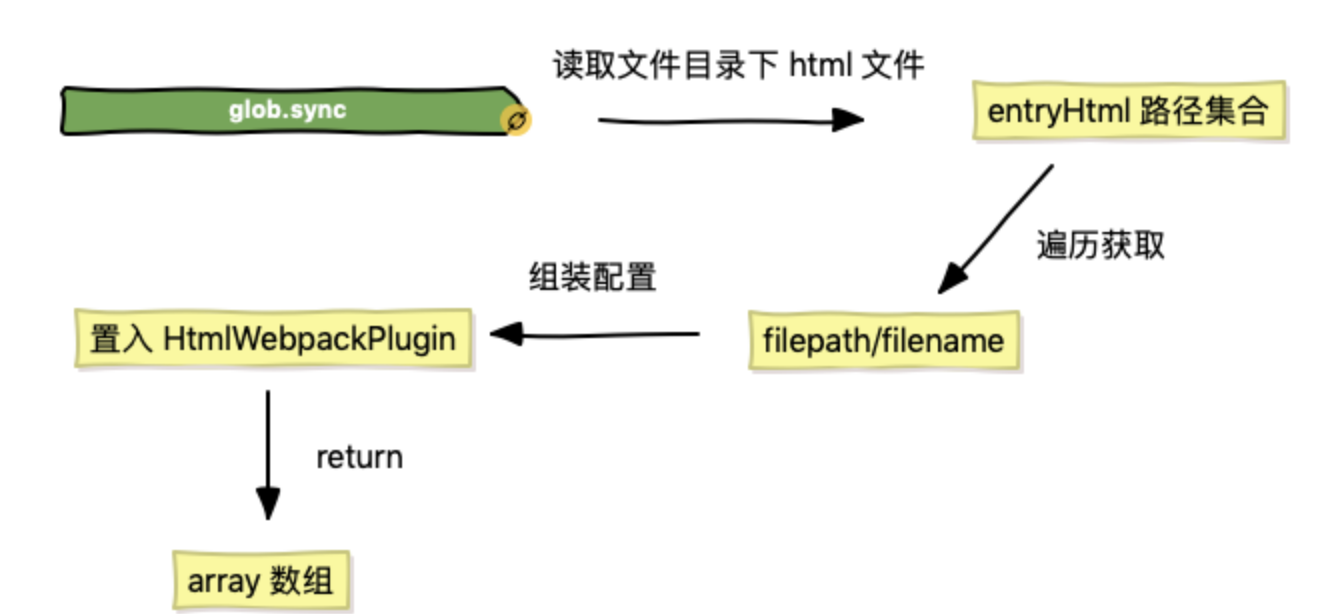 读取文件目录下 html 文件
glob.sync
entryHtml 路径集合
遍历获取
组装配置
置入 HtmlWebpackPlugin
filepath/filename
return
array 数组